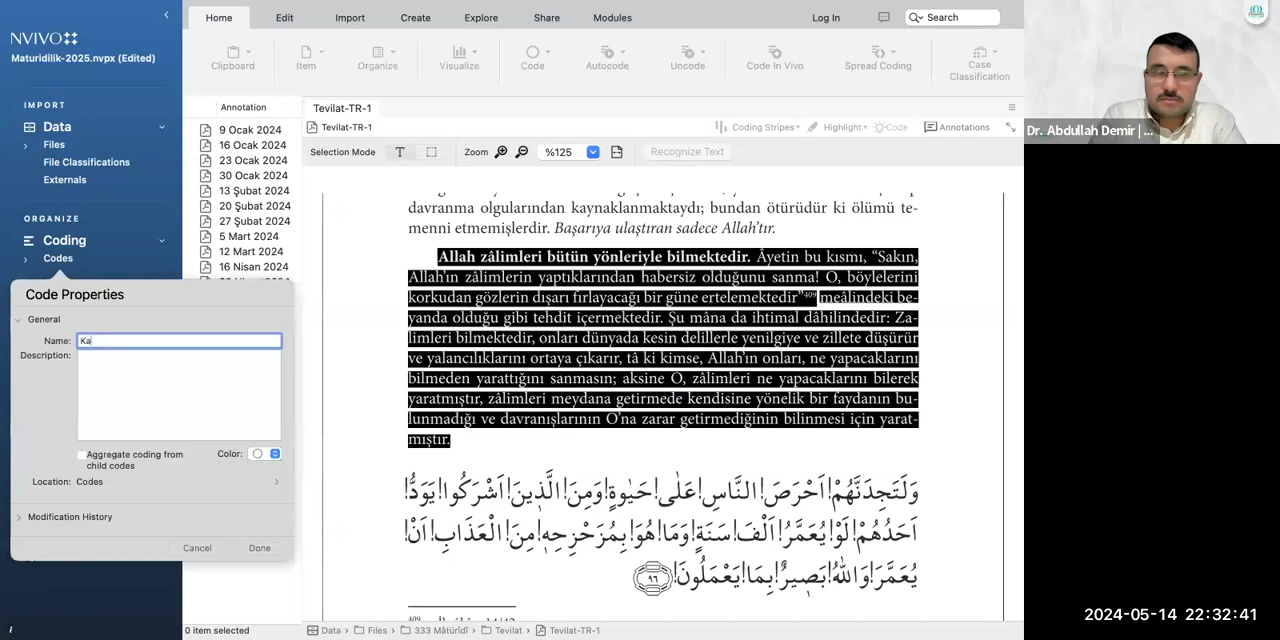 NVIVO
Maturidilik-2025.nvpx (Edited)
IMPORT
Data
Files
File Classifications
Externals
ORGANIZE
Coding
Codes
Home
Edit
Import
Create
Explore
Share
Modules
Log In
Search
Clipboard
Item
Organize
Visualize
Code
Autocode
Uncode
Code In Vivo
Spread Coding
Case
Classification
Annotation
9 Ocak 2024
16 Ocak 2024
23 Ocak 2024
30 Ocak 2024
13 Şubat 2024
20 Şubat 2024
27 Şubat 2024
5 Mart 2024
12 Mart 2024
16 Nisan 2024
0 item selected
Code Properties
General
Name: Ka
Description:
Aggregate coding from
child codes
Color:
Location: Codes
Modification History
Cancel
Done
Tevilat-TR-1
Tevilat-TR-1
Coding Stripes
Highlight
Code
Annotations
Selection Mode
T
Zoom
%125
Recognize Text
davranma olgularından kaynaklanmaktaydı; bundan ötürüdür ki ölümü te-
menni etmemişlerdir. Başarıya ulaştıran sadece Allah’tır.
Allah zâlimleri bütün yönleriyle bilmektedir. Âyetin bu kısmı, “Sakın,
Allah’ın zâlimlerin yaptıklarından habersiz olduğunu sanma! O, böylelerini
korkudan gözlerin dışarı fırlayacağı bir güne ertelemektedir”409 meâlindeki be-
yanda olduğu gibi tehdit içermektedir. Şu mâna da ihtimal dâhilindedir: Za-
limleri bilmektedir, onları dünyada kesin delillerle yenilgiye ve zillete düşürür
ve yalancılıklarını ortaya çıkarır, tâ ki kimse, Allah’ın onları, ne yapacaklarını
bilmeden yarattığını sanmasın; aksine O, zâlimleri ne yapacaklarını bilerek
yaratmıştır, zâlimleri meydana getirmede kendisine yönelik bir faydanın bu-
lunmadığı ve davranışlarının O’na zarar getirmediğinin bilinmesi için yarat-
mıştır.
وَلَتَجِدَنَّهُمْ! اَحْرَصَ! النَّاسِ! عَلٰى! حَيٰوةٍ! وَمِنَ! الَّذ۪ينَ! اَشْرَكُوا! يَوَدُّ!
اَحَدُهُمْ! لَوْ! يُعَمَّرُ! اَلْفَ! سَنَةٍ! وَمَا! هُوَ! بِمُزَحْزِحِه۪! مِنَ! الْعَذَابِ! اَنْ!
يُعَمَّرَ! وَاللّٰهُ! بَص۪يرٌ! بِمَا! يَعْمَلُونَ! ٩٦
409
Data
Files
333 Mâtürîdî
Tevilat
Tevilat-TR-1
Dr. Abdullah Demir | ...
2024-05-14 22:32:41